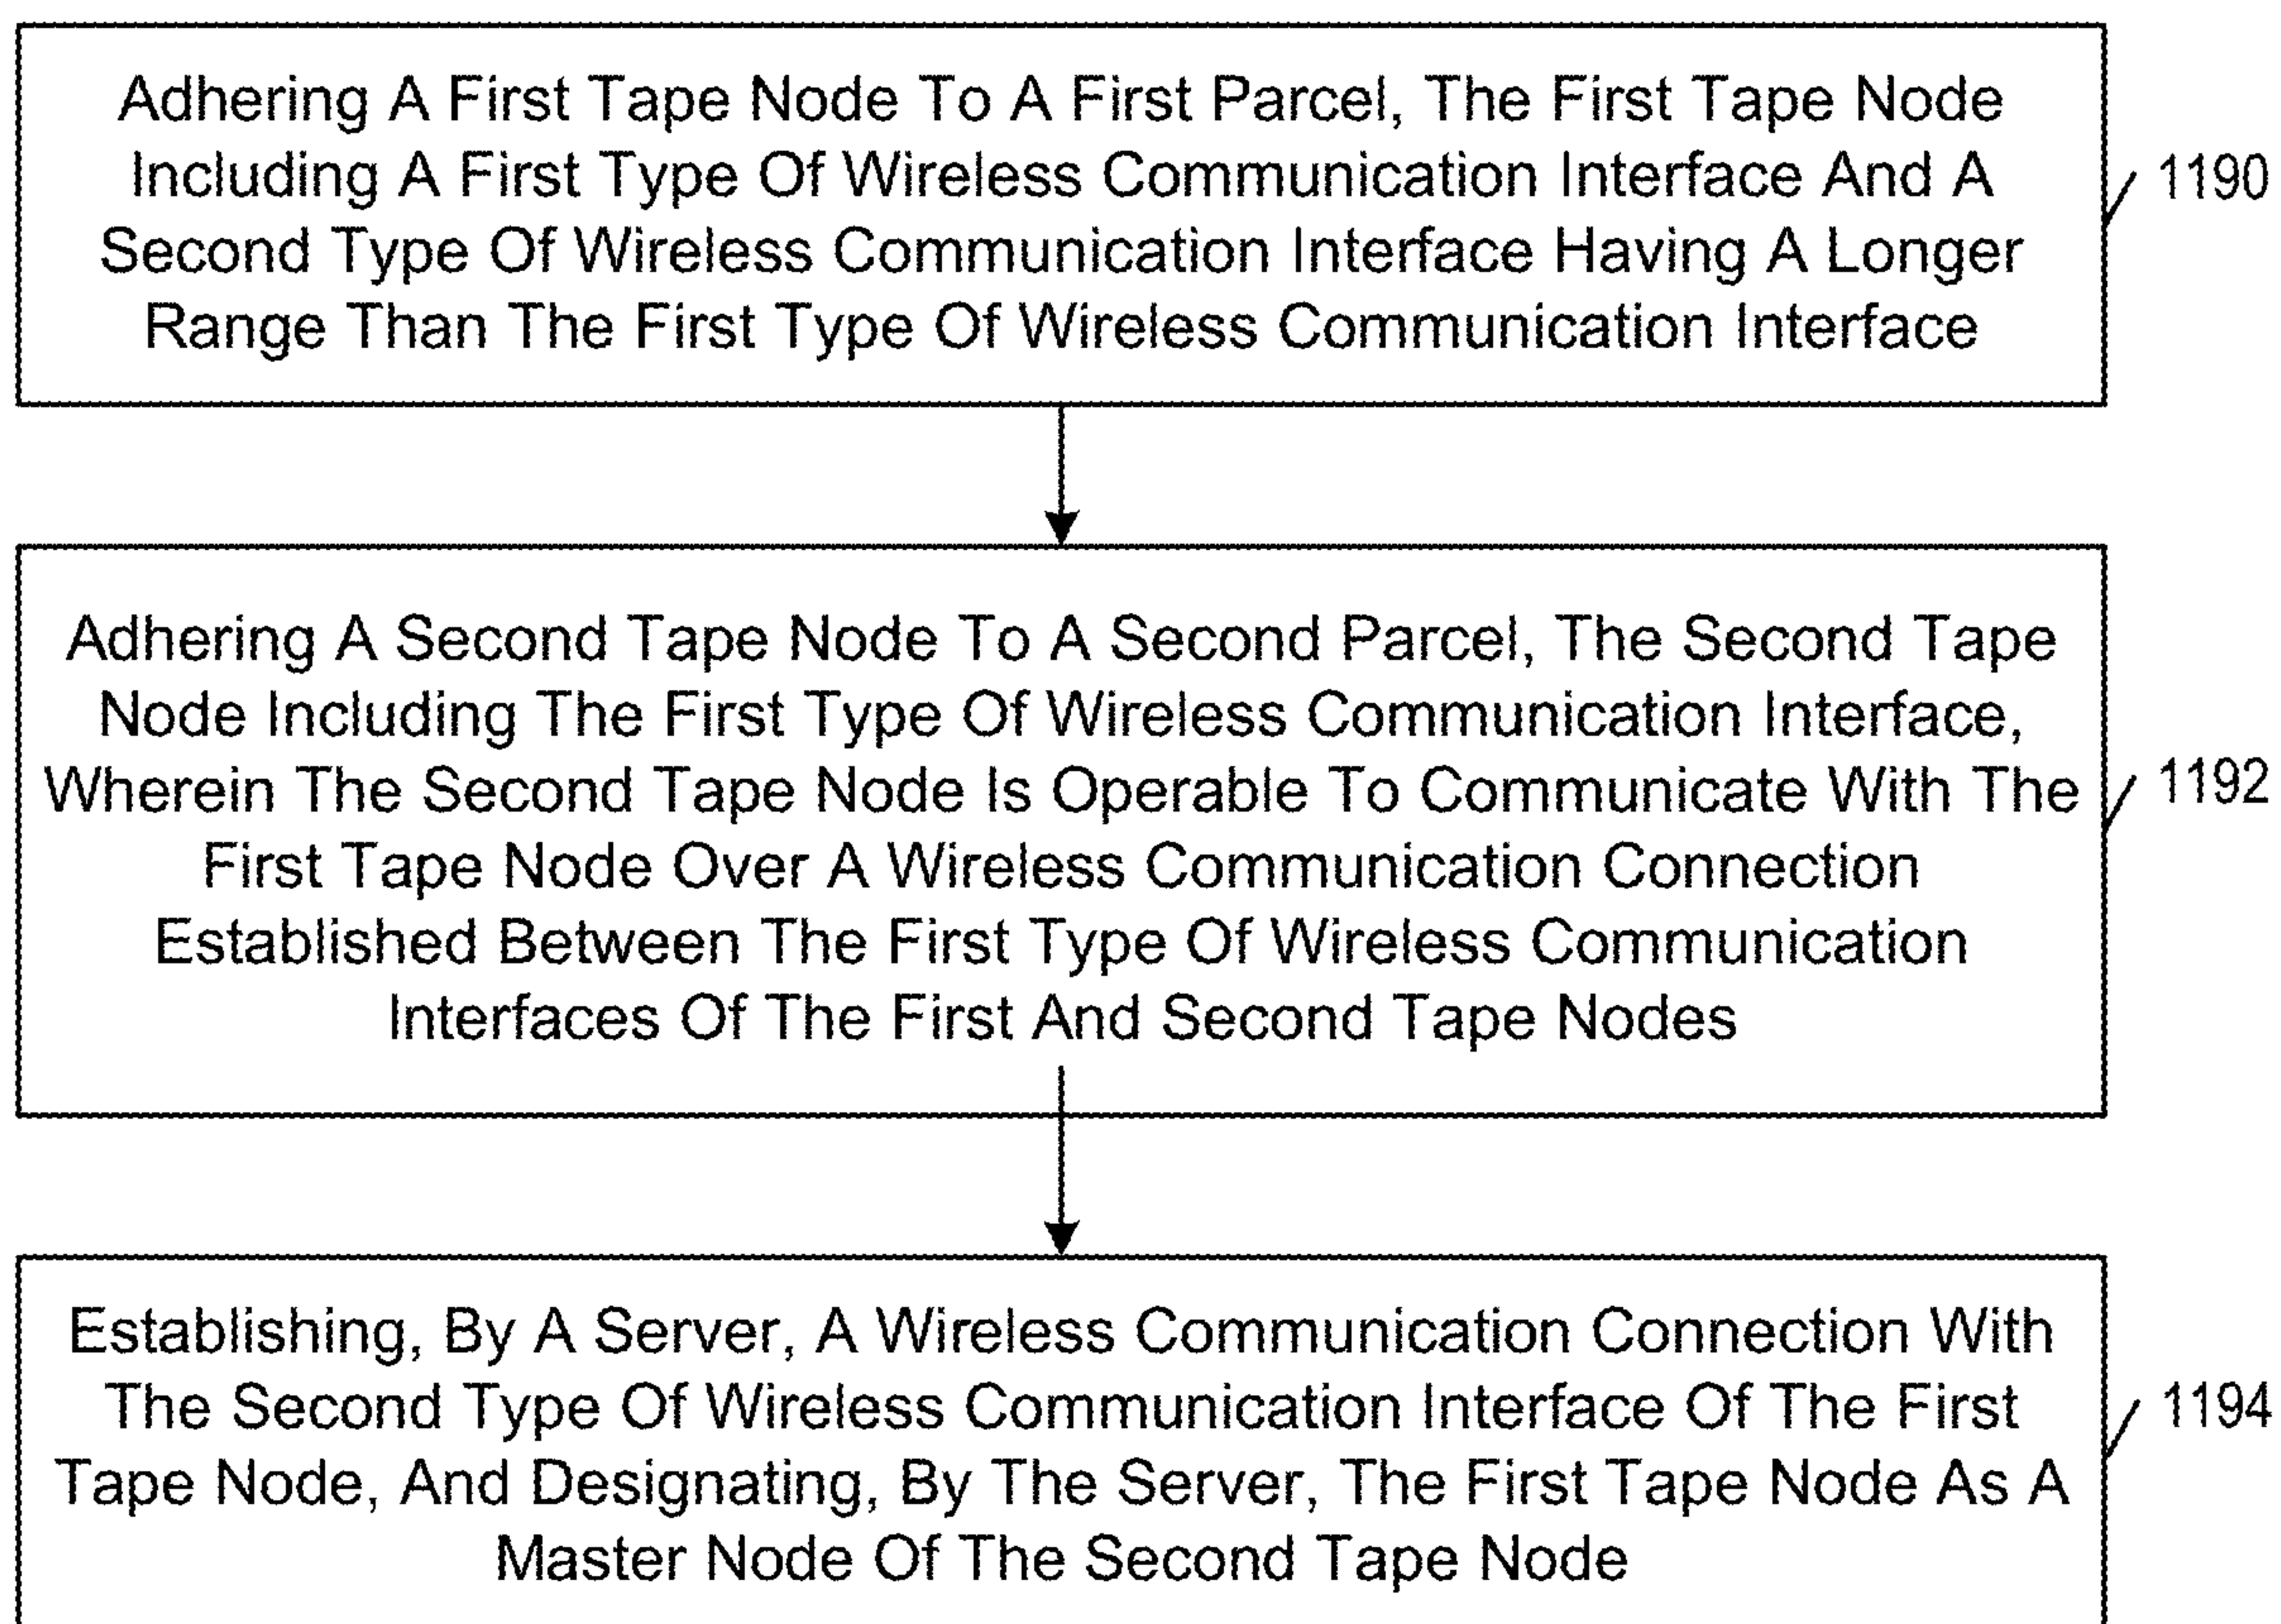 Adhering A First Tape Node To A First Parcel, The First Tape Node
Including A First Type Of Wireless Communication Interface And A
Second Type Of Wireless Communication Interface Having A Longer
Range Than The First Type Of Wireless Communication Interface
1190
Adhering A Second Tape Node To A Second Parcel, The Second Tape
Node Including The First Type Of Wireless Communication Interface,
Wherein The Second Tape Node Is Operable To Communicate With The
First Tape Node Over A Wireless Communication Connection
Established Between The First Type Of Wireless Communication
Interfaces Of The First And Second Tape Nodes
1192
Establishing, By A Server, A Wireless Communication Connection With
The Second Type Of Wireless Communication Interface Of The First
Tape Node, And Designating, By The Server, The First Tape Node As A
Master Node Of The Second Tape Node
1194